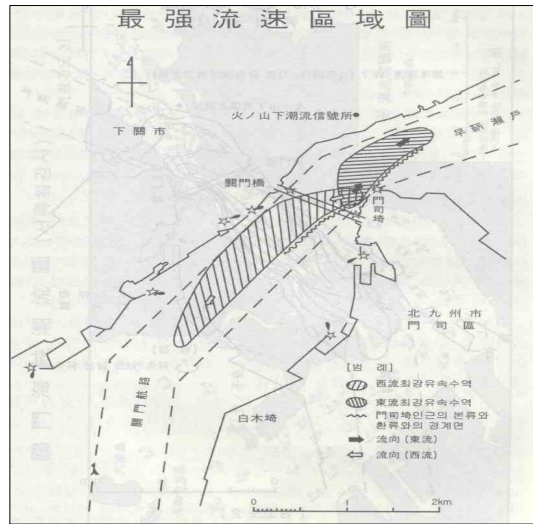 最强流速區域圖
4
火ノ山下潮流信號所
下關市
早鞆瀬戸
關門橋
門司埼
北九州市
門司區
[범 례]
西流최강유속수역
東流최강유속수역
門司埼인근의 본류와
환류와의 경계면
流向(東流)
流向(西流)
關門航路
白木埼
0 1 2km